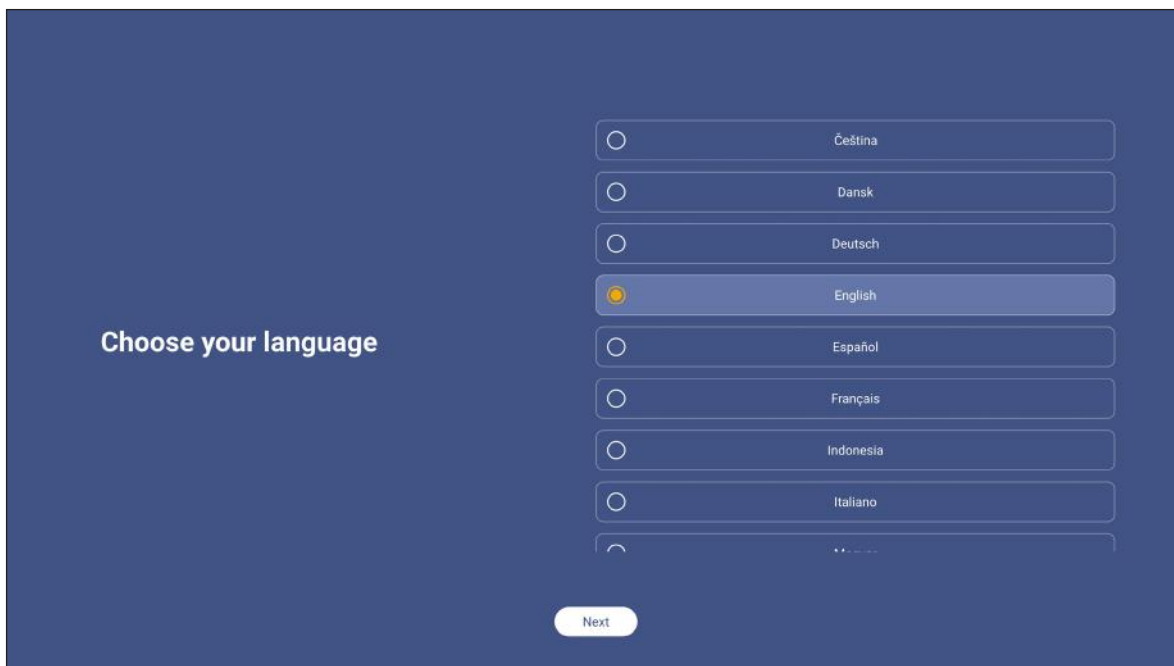 Choose your language
Čeština
Dansk
Deutsch
English
Español
Français
Indonesia
Italiano
Next